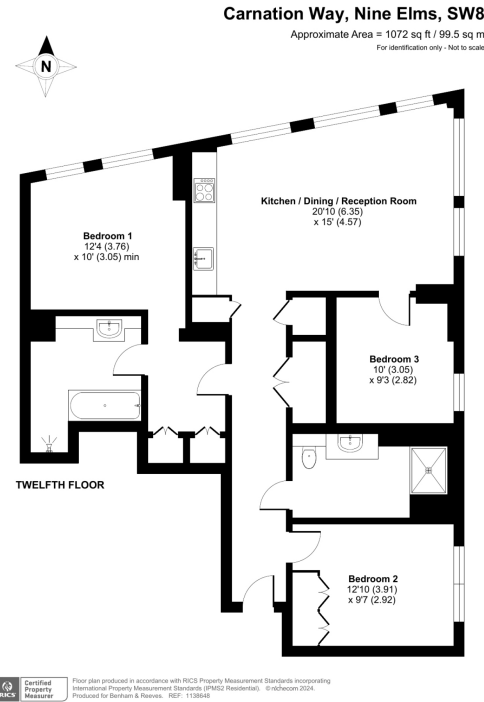 Carnation Way, Nine Elms, SW8
Approximate Area = 1072 sq ft / 99.5 sq m
For identification only - Not to scale
N
Kitchen / Dining / Reception Room
20'10 (6.35)
x 15' (4.57)
Bedroom 1
12'4 (3.76)
x 10' (3.05) min
Bedroom 3
10' (3.05)
x 9'3 (2.82)
TWELFTH FLOOR
Bedroom 2
12'10 (3.91)
x 9'7 (2.92)
RICS
Certified
Property
Measurer
Floor plan produced in accordance with RICS Property Measurement Standards incorporating
International Property Measurement Standards (IPMS2 Residential). © nichecom 2024.
Produced for Benham & Reeves. REF: 1138648